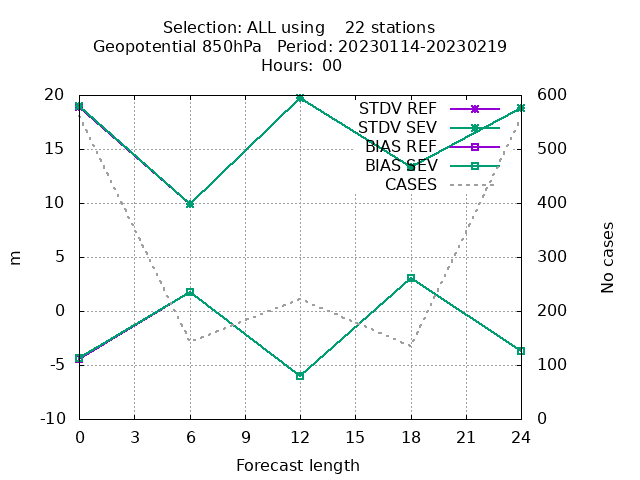 Selection: ALL using    22 stations
Geopotential 850hPa   Period: 20230114-20230219
Hours: 00
20
15
10
5
0
-5
-10
m
STDV REF
STDV SEV
BIAS REF
BIAS SEV
CASES
600
500
400
300
200
100
0
No cases
0 3 6 9 12 15 18 21 24
Forecast length